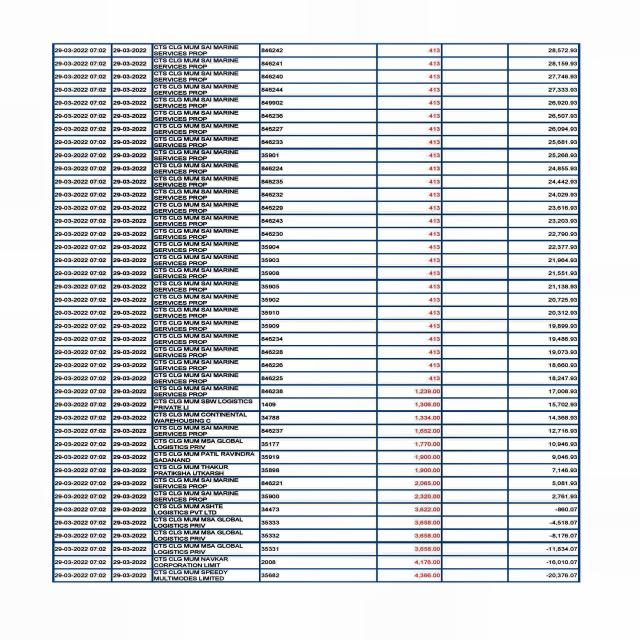 29-03-2022 07:02 29-03-2022 CTS CLG MUM SAI MARINE SERVICES PROP 846242 413 28,572.93
29-03-2022 07:02 29-03-2022 CTS CLG MUM SAI MARINE SERVICES PROP 846241 413 28,159.93
29-03-2022 07:02 29-03-2022 CTS CLG MUM SAI MARINE SERVICES PROP 846240 413 27,746.93
29-03-2022 07:02 29-03-2022 CTS CLG MUM SAI MARINE SERVICES PROP 846244 413 27,333.93
29-03-2022 07:02 29-03-2022 CTS CLG MUM SAI MARINE SERVICES PROP 849902 413 26,920.93
29-03-2022 07:02 29-03-2022 CTS CLG MUM SAI MARINE SERVICES PROP 846236 413 26,507.93
29-03-2022 07:02 29-03-2022 CTS CLG MUM SAI MARINE SERVICES PROP 846227 413 26,094.93
29-03-2022 07:02 29-03-2022 CTS CLG MUM SAI MARINE SERVICES PROP 846233 413 25,681.93
29-03-2022 07:02 29-03-2022 CTS CLG MUM SAI MARINE SERVICES PROP 35901 413 25,268.93
29-03-2022 07:02 29-03-2022 CTS CLG MUM SAI MARINE SERVICES PROP 846224 413 24,855.93
29-03-2022 07:02 29-03-2022 CTS CLG MUM SAI MARINE SERVICES PROP 846235 413 24,442.93
29-03-2022 07:02 29-03-2022 CTS CLG MUM SAI MARINE SERVICES PROP 846232 413 24,029.93
29-03-2022 07:02 29-03-2022 CTS CLG MUM SAI MARINE SERVICES PROP 846229 413 23,616.93
29-03-2022 07:02 29-03-2022 CTS CLG MUM SAI MARINE SERVICES PROP 846243 413 23,203.93
29-03-2022 07:02 29-03-2022 CTS CLG MUM SAI MARINE SERVICES PROP 846230 413 22,790.93
29-03-2022 07:02 29-03-2022 CTS CLG MUM SAI MARINE SERVICES PROP 35904 413 22,377.93
29-03-2022 07:02 29-03-2022 CTS CLG MUM SAI MARINE SERVICES PROP 35903 413 21,964.93
29-03-2022 07:02 29-03-2022 CTS CLG MUM SAI MARINE SERVICES PROP 35908 413 21,551.93
29-03-2022 07:02 29-03-2022 CTS CLG MUM SAI MARINE SERVICES PROP 35905 413 21,138.93
29-03-2022 07:02 29-03-2022 CTS CLG MUM SAI MARINE SERVICES PROP 35902 413 20,725.93
29-03-2022 07:02 29-03-2022 CTS CLG MUM SAI MARINE SERVICES PROP 35910 413 20,312.93
29-03-2022 07:02 29-03-2022 CTS CLG MUM SAI MARINE SERVICES PROP 35909 413 19,899.93
29-03-2022 07:02 29-03-2022 CTS CLG MUM SAI MARINE SERVICES PROP 846234 413 19,486.93
29-03-2022 07:02 29-03-2022 CTS CLG MUM SAI MARINE SERVICES PROP 846228 413 19,073.93
29-03-2022 07:02 29-03-2022 CTS CLG MUM SAI MARINE SERVICES PROP 846226 413 18,660.93
29-03-2022 07:02 29-03-2022 CTS CLG MUM SAI MARINE SERVICES PROP 846225 413 18,247.93
29-03-2022 07:02 29-03-2022 CTS CLG MUM SAI MARINE SERVICES PROP 846238 1,239.00 17,008.93
29-03-2022 07:02 29-03-2022 CTS CLG MUM SBW LOGISTICS PRIVATE LI 1409 1,306.00 15,702.93
29-03-2022 07:02 29-03-2022 CTS CLG MUM CONTINENTAL WAREHOUSING C 34788 1,334.00 14,368.93
29-03-2022 07:02 29-03-2022 CTS CLG MUM SAI MARINE SERVICES PROP 846237 1,652.00 12,716.93
29-03-2022 07:02 29-03-2022 CTS CLG MUM MSA GLOBAL LOGISTICS PRIV 35177 1,770.00 10,946.93
29-03-2022 07:02 29-03-2022 CTS CLG MUM PATIL RAVINDRA SADANAND 35919 1,900.00 9,046.93
29-03-2022 07:02 29-03-2022 CTS CLG MUM THAKUR PRATIKSHA UTKARSH 35898 1,900.00 7,146.93
29-03-2022 07:02 29-03-2022 CTS CLG MUM SAI MARINE SERVICES PROP 846221 2,065.00 5,081.93
29-03-2022 07:02 29-03-2022 CTS CLG MUM SAI MARINE SERVICES PROP 35900 2,320.00 2,761.93
29-03-2022 07:02 29-03-2022 CTS CLG MUM ASHTE LOGISTICS PVT LTD 34473 3,622.00 -860.07
29-03-2022 07:02 29-03-2022 CTS CLG MUM MSA GLOBAL LOGISTICS PRIV 35333 3,658.00 -4,518.07
29-03-2022 07:02 29-03-2022 CTS CLG MUM MSA GLOBAL LOGISTICS PRIV 35332 3,658.00 -8,176.07
29-03-2022 07:02 29-03-2022 CTS CLG MUM MSA GLOBAL LOGISTICS PRIV 35331 3,658.00 -11,834.07
29-03-2022 07:02 29-03-2022 CTS CLG MUM NAVKAR CORPORATION LIMIT 2008 4,176.00 -16,010.07
29-03-2022 07:02 29-03-2022 CTS CLG MUM SPEEDY MULTIMODES LIMITED 35682 4,366.00 -20,376.07